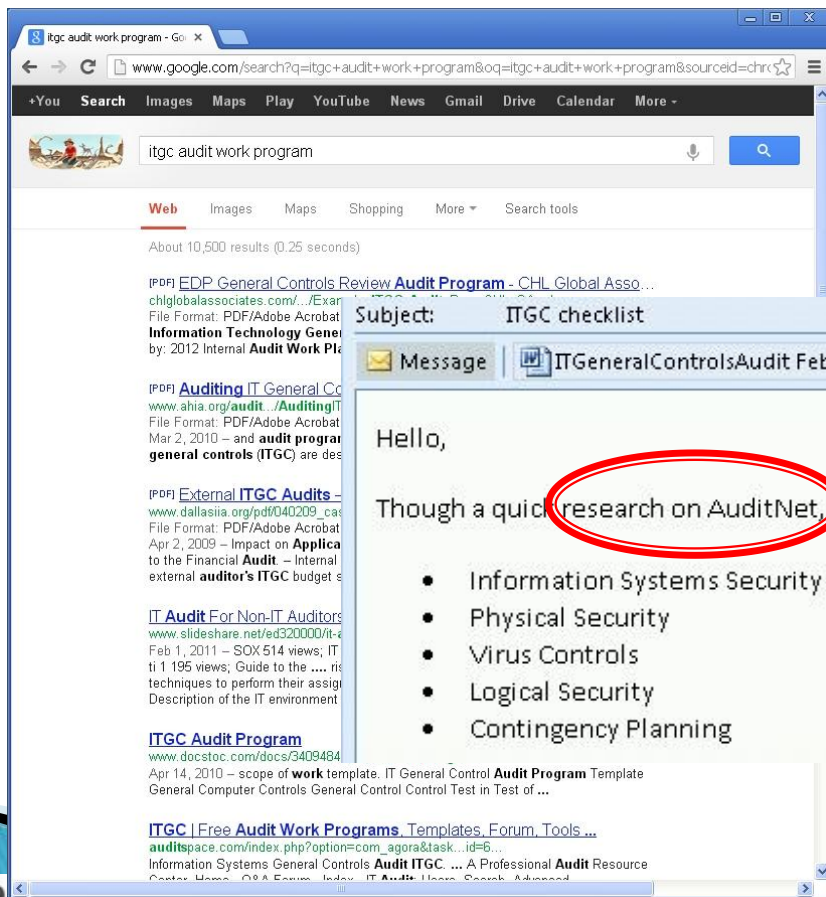 itgc audit work program - Go
www.google.com/search?q=itgc+audit+work+program&oq=itgc+audit+work+program&sourceid=chr
+You Search Images Maps Play YouTube News Gmail Drive Calendar More
itgc audit work program
Web Images Maps Shopping More Search tools
About 10,500 results (0.25 seconds)
[PDF] EDP General Controls Review Audit Program - CHL Global Asso...
chlglobalassociates.com/.../
File Format: PDF/Adobe Acrobat
Information Technology
by: 2012 Internal Audit Work
[PDF] Auditing IT General
www.ahia.org/audit.../
File Format: PDF/Adobe Acrobat
Mar 2, 2010 – and audit
general controls (ITGC) are
[PDF] External ITGC Audits –
www.dallasiia.org/pdf/040209_cas
File Format: PDF/Adobe Acrobat
Apr 2, 2009 – Impact on
to the Financial Audit. – Internal
external auditor's ITGC budget
IT Audit For Non-IT Auditors
www.slideshare.net/ed320000/it-
Feb 1, 2011 – SOX 514 views; IT
ti 1 195 views; Guide to the ....
techniques to perform their
Description of the IT environment
ITGC Audit Program
www.docstoc.com/docs/3409484
Apr 14, 2010 – scope of work template. IT General Control Audit Program Template
General Computer Controls General Control Control Test in Test of ...
ITGC | Free Audit Work Programs, Templates, Forum, Tools ...
auditspace.com/index.php?option=com_agora&task...id=6...
Information Systems General Controls Audit ITGC. ... A Professional Audit Resource
Subject: ITGC checklist
Message ITGeneralControlsAudit Feb
Hello,
Though a quick research on AuditNet,
• Information Systems Security
• Physical Security
• Virus Controls
• Logical Security
• Contingency Planning